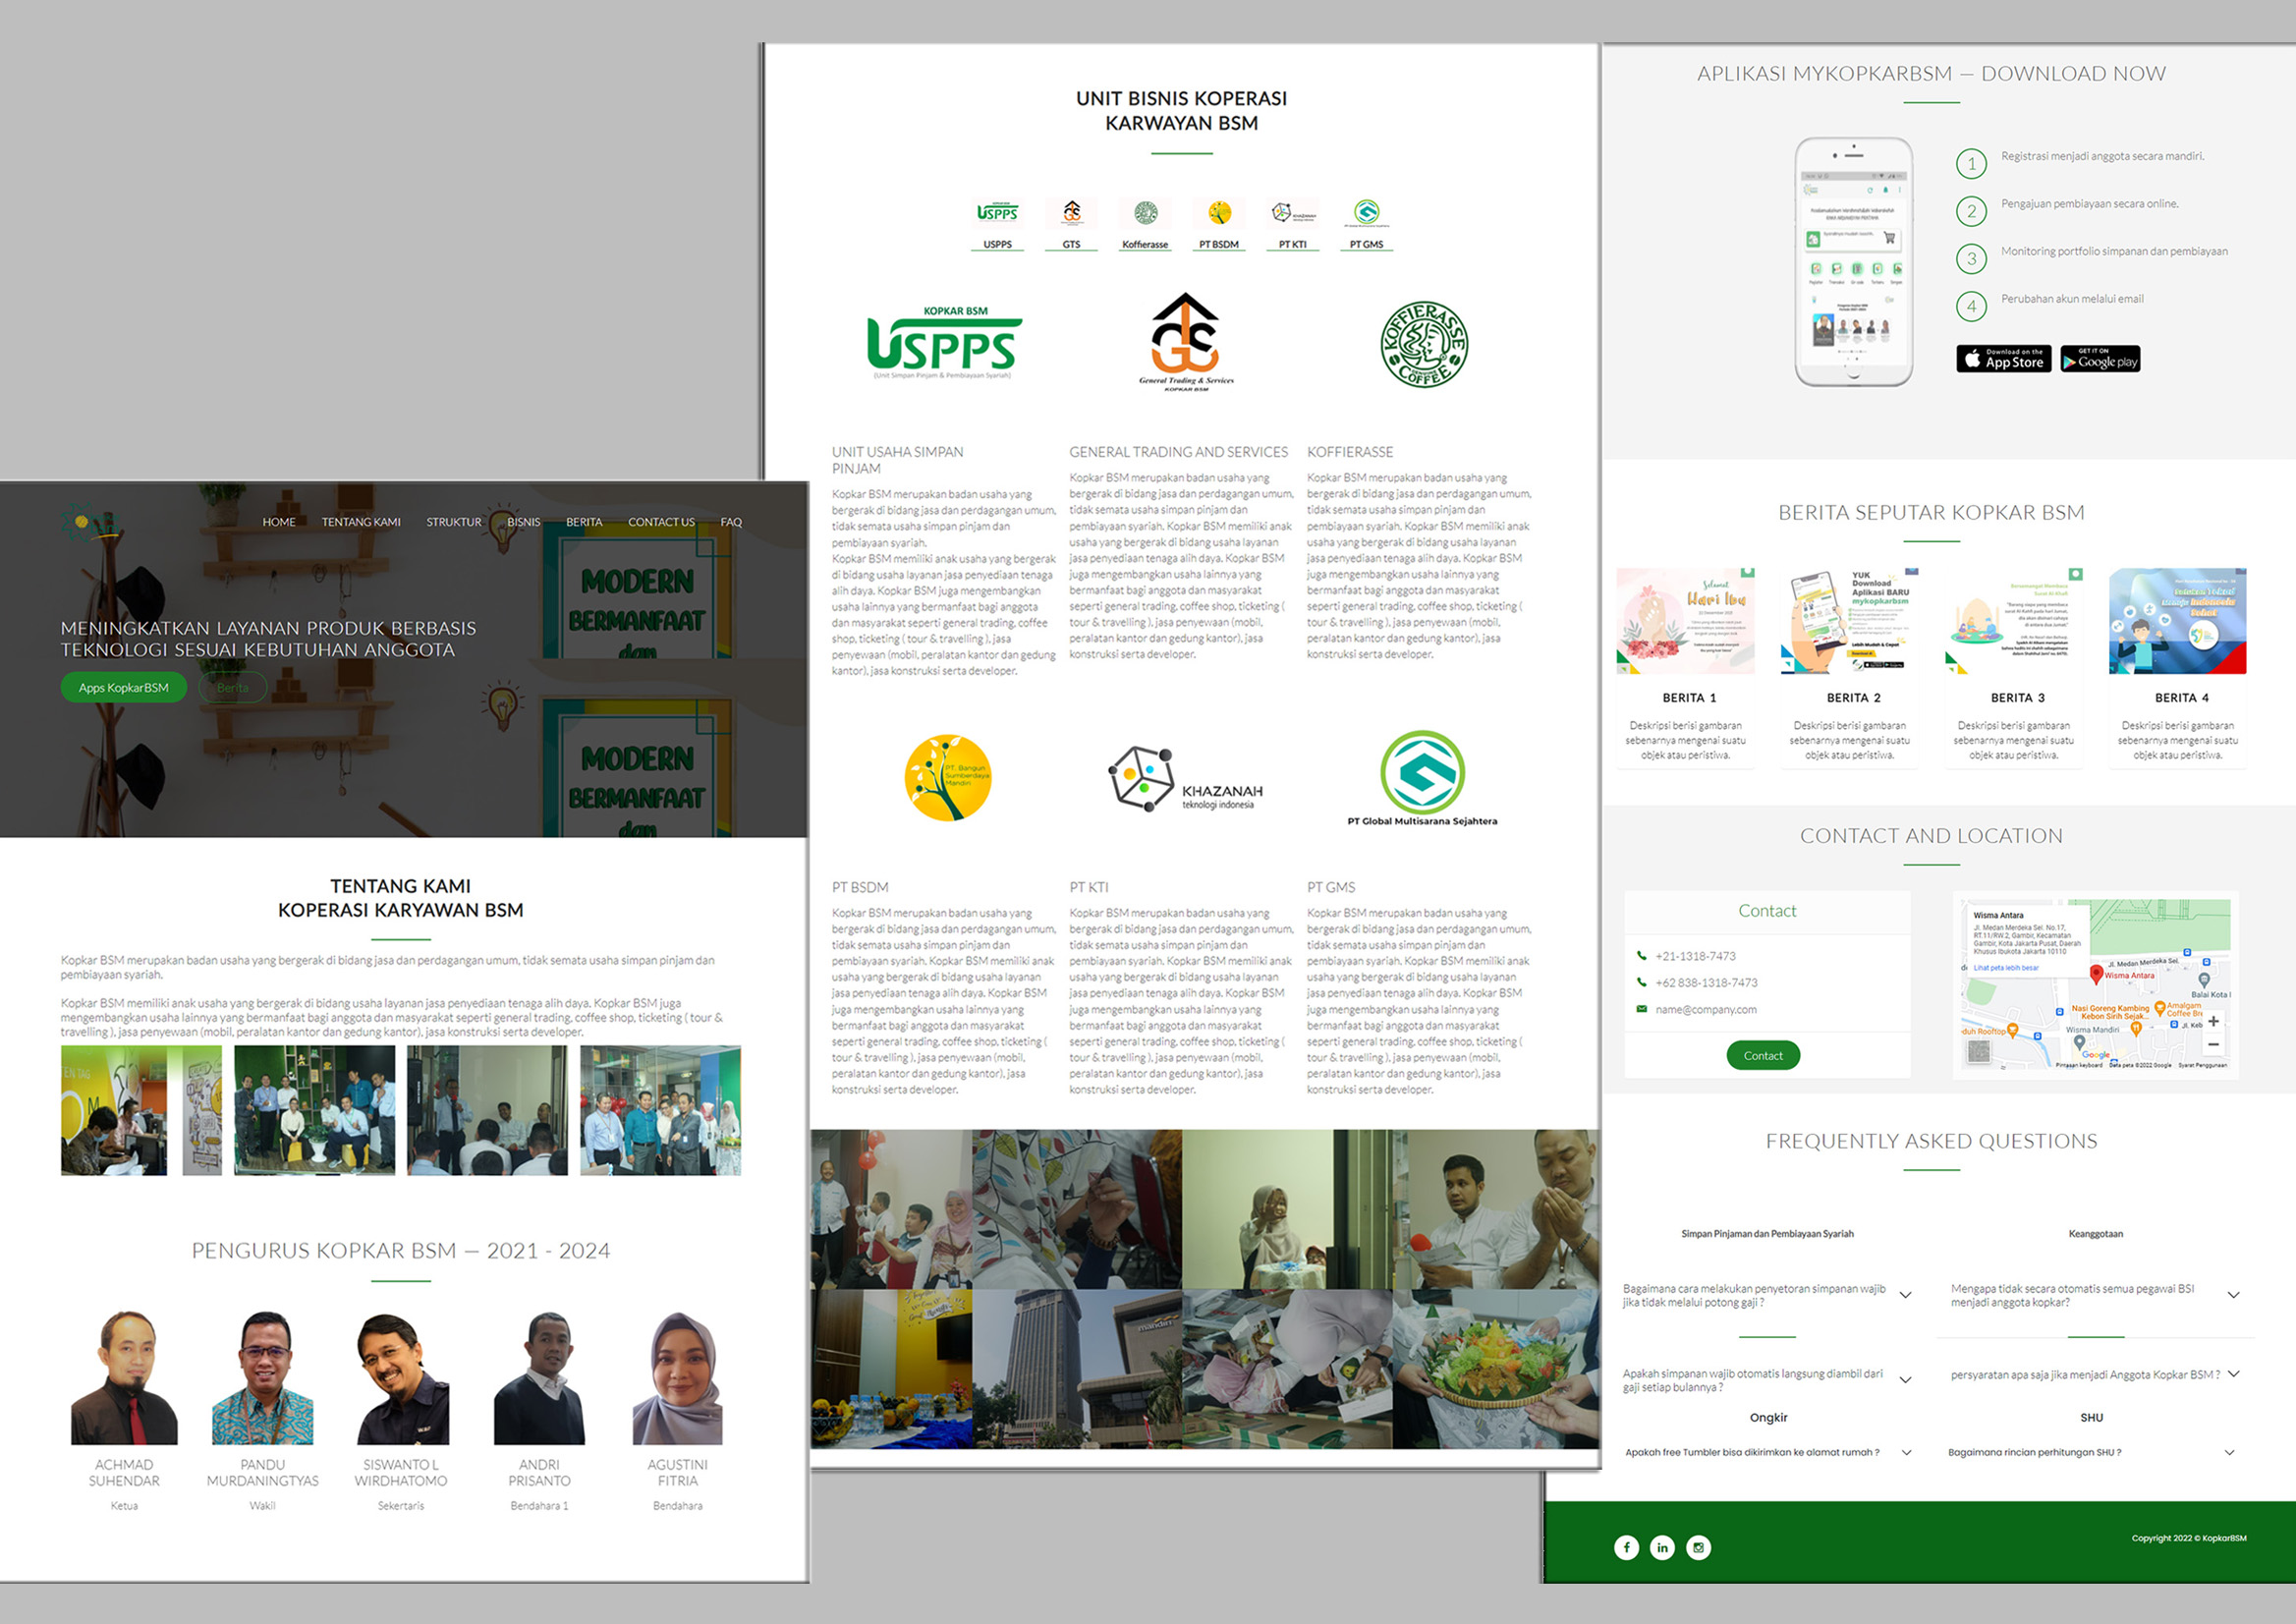 HOME TENTANG KAMI STRUKTUR BISNIS BERITA CONTACT US FAQ
MODERN
BERMANFAAT
dan
MENINGKATKAN LAYANAN PRODUK BERBASIS
TEKNOLOGI SESUAI KEBUTUHAN ANGGOTA
Apps KopkarBSM Berita
MODERN
BERMANFAAT
dan
TENTANG KAMI
KOPERASI KARYAWAN BSM
Kopkar BSM merupakan badan usaha yang bergerak di bidang jasa dan perdagangan umum, tidak semata usaha simpan pinjam dan
pembiayaan syariah.
Kopkar BSM memiliki anak usaha yang bergerak di bidang usaha layanan jasa penyediaan tenaga alih daya. Kopkar BSM juga
mengembangkan usaha lainnya yang bermanfaat bagi anggota dan masyarakat seperti general trading, coffee shop, ticketing ( tour &
travelling ), jasa penyewaan (mobil, peralatan kantor dan gedung kantor), jasa konstruksi serta developer.
PENGURUS KOPKAR BSM — 2021 - 2024
ACHMAD
SUHENDAR
Ketua
PANDU
MURDANINGTYAS
Wakil
SISWANTO L
WIRDHATOMO
Sekertaris
ANDRI
PRISANTO
Bendahara 1
AGUSTINI
FITRIA
Bendahara
UNIT BISNIS KOPERASI
KARWAYAN BSM
USPPS
USPPS GTS Koffierasse PT BSDM PT KTI PT GMS
KOPKAR BSM
USPPS
(Unit Simpan Pinjam & Pembiayaan Syariah)
GTS
General Trading & Services
KOPKAR BSM
KOFFIERASSE
COFFEE
UNIT USAHA SIMPAN
PINJAM
Kopkar BSM merupakan badan usaha yang
bergerak di bidang jasa dan perdagangan umum,
tidak semata usaha simpan pinjam dan
pembiayaan syariah.
Kopkar BSM memiliki anak usaha yang bergerak
di bidang usaha layanan jasa penyediaan tenaga
alih daya. Kopkar BSM juga mengembangkan
usaha lainnya yang bermanfaat bagi anggota
dan masyarakat seperti general trading, coffee
shop, ticketing ( tour & travelling ), jasa
penyewaan (mobil, peralatan kantor dan gedung
kantor), jasa konstruksi serta developer.
GENERAL TRADING AND SERVICES
Kopkar BSM merupakan badan usaha yang
bergerak di bidang jasa dan perdagangan umum,
tidak semata usaha simpan pinjam dan
pembiayaan syariah. Kopkar BSM memiliki anak
usaha yang bergerak di bidang usaha layanan
jasa penyediaan tenaga alih daya. Kopkar BSM
juga mengembangkan usaha lainnya yang
bermanfaat bagi anggota dan masyarakat
seperti general trading, coffee shop, ticketing (
tour & travelling ), jasa penyewaan (mobil,
peralatan kantor dan gedung kantor), jasa
konstruksi serta developer.
KOFFIERASSE
Kopkar BSM merupakan badan usaha yang
bergerak di bidang jasa dan perdagangan umum,
tidak semata usaha simpan pinjam dan
pembiayaan syariah. Kopkar BSM memiliki anak
usaha yang bergerak di bidang usaha layanan
jasa penyediaan tenaga alih daya. Kopkar BSM
juga mengembangkan usaha lainnya yang
bermanfaat bagi anggota dan masyarakat
seperti general trading, coffee shop, ticketing (
tour & travelling ), jasa penyewaan (mobil,
peralatan kantor dan gedung kantor), jasa
konstruksi serta developer.
PT. Bangun
Sumberdaya
Mandiri
KHAZANAH
teknologi indonesia
PT Global Multisarana Sejahtera
PT BSDM
Kopkar BSM merupakan badan usaha yang
bergerak di bidang jasa dan perdagangan umum,
tidak semata usaha simpan pinjam dan
pembiayaan syariah. Kopkar BSM memiliki anak
usaha yang bergerak di bidang usaha layanan
jasa penyediaan tenaga alih daya. Kopkar BSM
juga mengembangkan usaha lainnya yang
bermanfaat bagi anggota dan masyarakat
seperti general trading, coffee shop, ticketing (
tour & travelling ), jasa penyewaan (mobil,
peralatan kantor dan gedung kantor), jasa
konstruksi serta developer.
PT KTI
Kopkar BSM merupakan badan usaha yang
bergerak di bidang jasa dan perdagangan umum,
tidak semata usaha simpan pinjam dan
pembiayaan syariah. Kopkar BSM memiliki anak
usaha yang bergerak di bidang usaha layanan
jasa penyediaan tenaga alih daya. Kopkar BSM
juga mengembangkan usaha lainnya yang
bermanfaat bagi anggota dan masyarakat
seperti general trading, coffee shop, ticketing (
tour & travelling ), jasa penyewaan (mobil,
peralatan kantor dan gedung kantor), jasa
konstruksi serta developer.
PT GMS
Kopkar BSM merupakan badan usaha yang
bergerak di bidang jasa dan perdagangan umum,
tidak semata usaha simpan pinjam dan
pembiayaan syariah. Kopkar BSM memiliki anak
usaha yang bergerak di bidang usaha layanan
jasa penyediaan tenaga alih daya. Kopkar BSM
juga mengembangkan usaha lainnya yang
bermanfaat bagi anggota dan masyarakat
seperti general trading, coffee shop, ticketing (
tour & travelling ), jasa penyewaan (mobil,
peralatan kantor dan gedung kantor), jasa
konstruksi serta developer.
mandiri
APLIKASI MYKOPKARBSM — DOWNLOAD NOW
1 Registrasi menjadi anggota secara mandiri.
2 Pengajuan pembiayaan secara online.
3 Monitoring portfolio simpanan dan pembiayaan
4 Perubahan akun melalui email
Download on the
App Store
GET IT ON
Google play
BERITA SEPUTAR KOPKAR BSM
Selamat
Hari Ibu
YUK
Download
Aplikasi BARU
mykopkarbsm
BERITA 1
Deskripsi berisi gambaran
sebenarnya mengenai suatu
objek atau peristiwa.
BERITA 2
Deskripsi berisi gambaran
sebenarnya mengenai suatu
objek atau peristiwa.
BERITA 3
Deskripsi berisi gambaran
sebenarnya mengenai suatu
objek atau peristiwa.
BERITA 4
Deskripsi berisi gambaran
sebenarnya mengenai suatu
objek atau peristiwa.
CONTACT AND LOCATION
Contact
+21-1318-7473
+62 838-1318-7473
name@company.com
Contact
Wisma Antara
Jl. Medan Merdeka Sel. No.17,
RT.11/RW.2, Gambir, Kecamatan
Gambir, Kota Jakarta Pusat, Daerah
Khusus Ibukota Jakarta 10110
Lihat peta lebih besar
Jl. Medan Merdeka Sel.
Wisma Antara
Balai Kota
Nasi Goreng Kambing
Kebon Sirih Sejak...
Amalgam
Coffee Bre
Wisma Mandiri
Jl. Keb
duh Rooftop
Google
Pintasan keyboard Data peta ©2022 Google Syarat Penggunaan
FREQUENTLY ASKED QUESTIONS
Simpan Pinjaman dan Pembiayaan Syariah
Bagaimana cara melakukan penyetoran simpanan wajib
jika tidak melalui potong gaji ?
Apakah simpanan wajib otomatis langsung diambil dari
gaji setiap bulannya ?
Ongkir
Apakah free Tumbler bisa dikirimkan ke alamat rumah ?
Keanggotaan
Mengapa tidak secara otomatis semua pegawai BSI
menjadi anggota kopkar?
persyaratan apa saja jika menjadi Anggota Kopkar BSM ?
SHU
Bagaimana rincian perhitungan SHU ?
Copyright 2022 © KopkarBSM